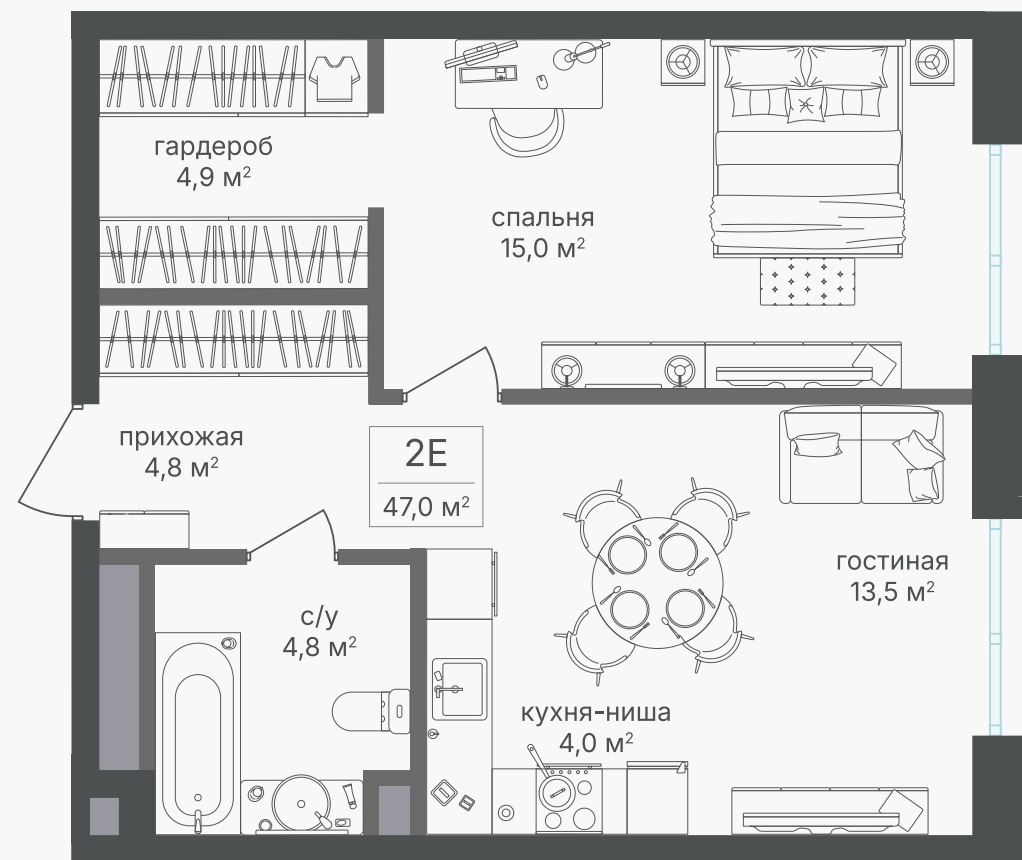 гардероб
4,9 м²
спальня
15,0 м²
прихожая
4,8 м²
2E
47,0 м²
гостиная
13,5 м²
с/у
4,8 м²
кухня-ниша
4,0 м²